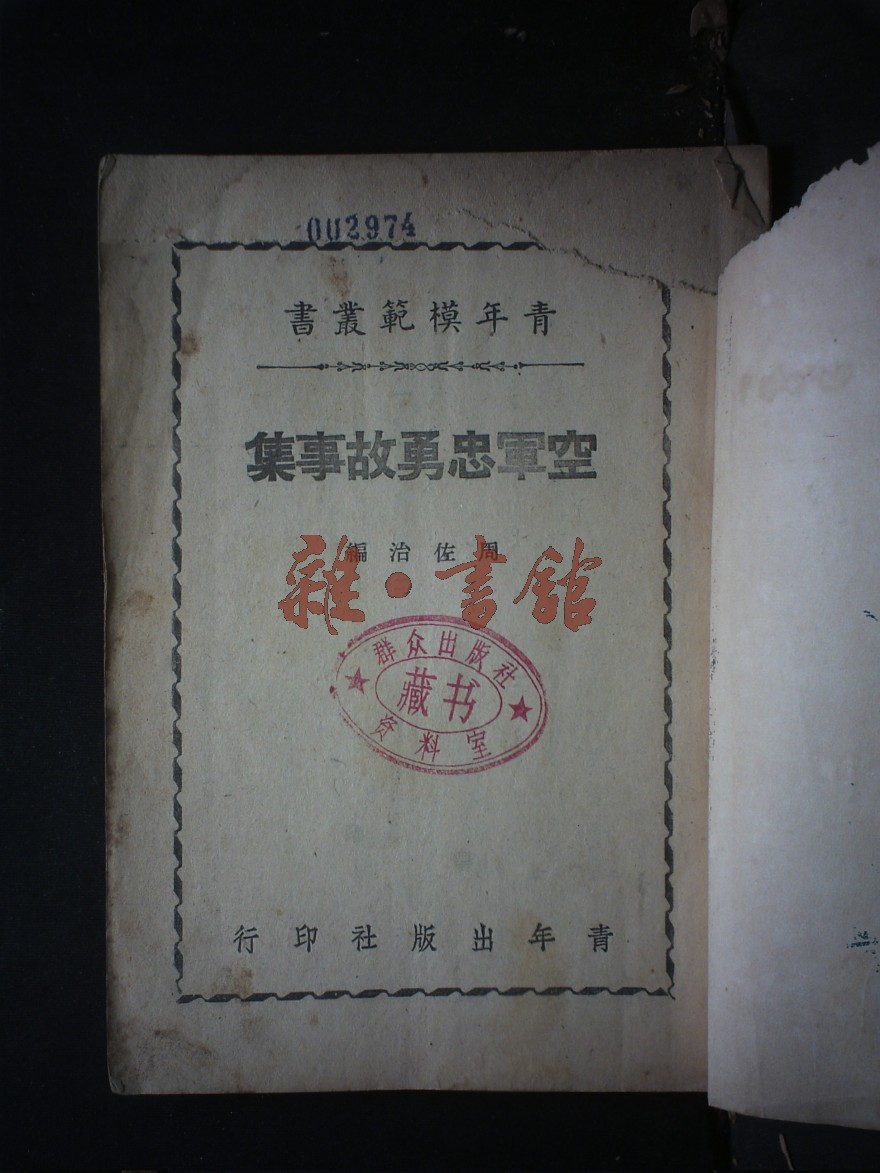 002974
青年模範叢書
空軍忠勇故事集
周佐治編
雜·書館
群众出版社
藏书
资料室
青年出版社印行